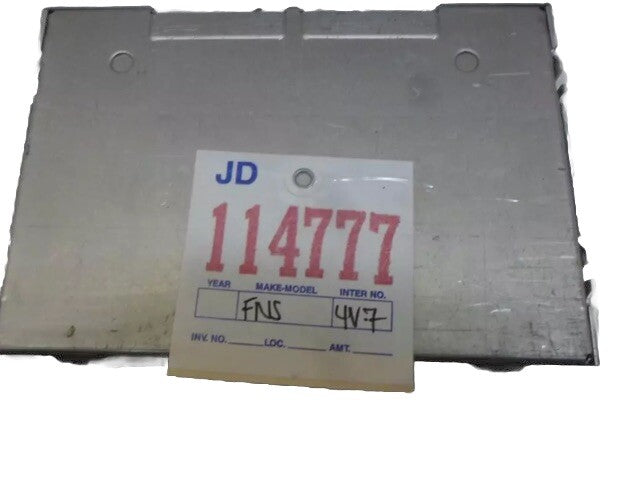 JD
114777
YEAR MAKE-MODEL INTER NO.
FNS 4V7
INV. NO. LOC. AMT.